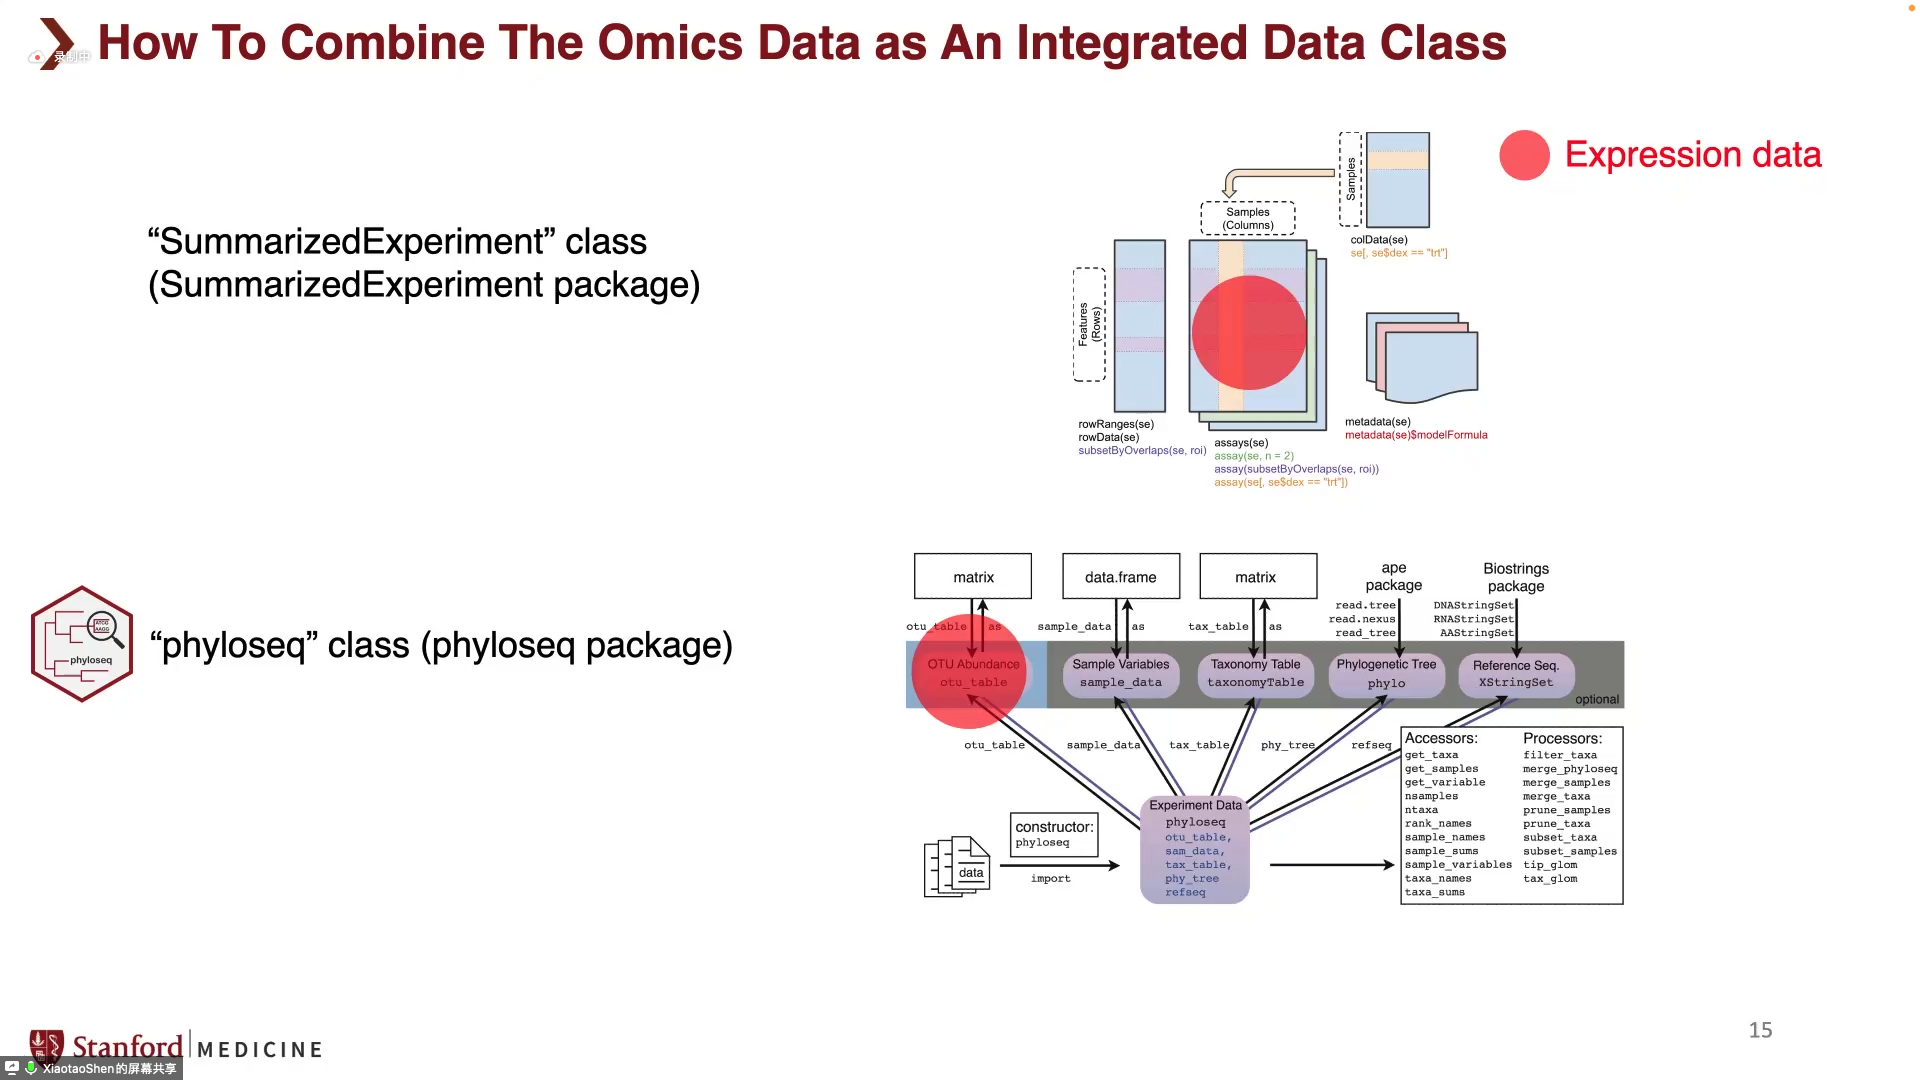 How To Combine The Omics Data as An Integrated Data Class
录制中
Expression data
Samples
Samples
(Columns)
colData(se)
se[, se$dex == "trt"]
“SummarizedExperiment” class
(SummarizedExperiment package)
Features
(Rows)
rowRanges(se)
rowData(se)
subsetByOverlaps(se, roi)
assays(se)
assay(se, n = 2)
assay(subsetByOverlaps(se, roi))
assay(se[, se$dex == "trt"])
metadata(se)
metadata(se)$modelFormula
ATCG
AAGG
phyloseq
“phyloseq” class (phyloseq package)
matrix
data.frame
matrix
ape
package
Biostrings
package
read.tree
read.nexus
read_tree
DNAStringSet
RNAStringSet
AAStringSet
otu_table as
sample_data as
tax_table as
OTU Abundance
otu_table
Sample Variables
sample_data
Taxonomy Table
taxonomyTable
Phylogenetic Tree
phylo
Reference Seq.
XStringSet
optional
otu_table
sample_data
tax_table
phy_tree
refseq
Experiment Data
phyloseq
otu_table,
sam_data,
tax_table,
phy_tree
refseq
constructor:
phyloseq
data
import
Accessors:
get_taxa
get_samples
get_variable
nsamples
ntaxa
rank_names
sample_names
sample_sums
sample_variables
taxa_names
taxa_sums
Processors:
filter_taxa
merge_phyloseq
merge_samples
merge_taxa
prune_samples
prune_taxa
subset_taxa
subset_samples
tip_glom
tax_glom
Stanford MEDICINE
15
XiaotaoShen的屏幕共享